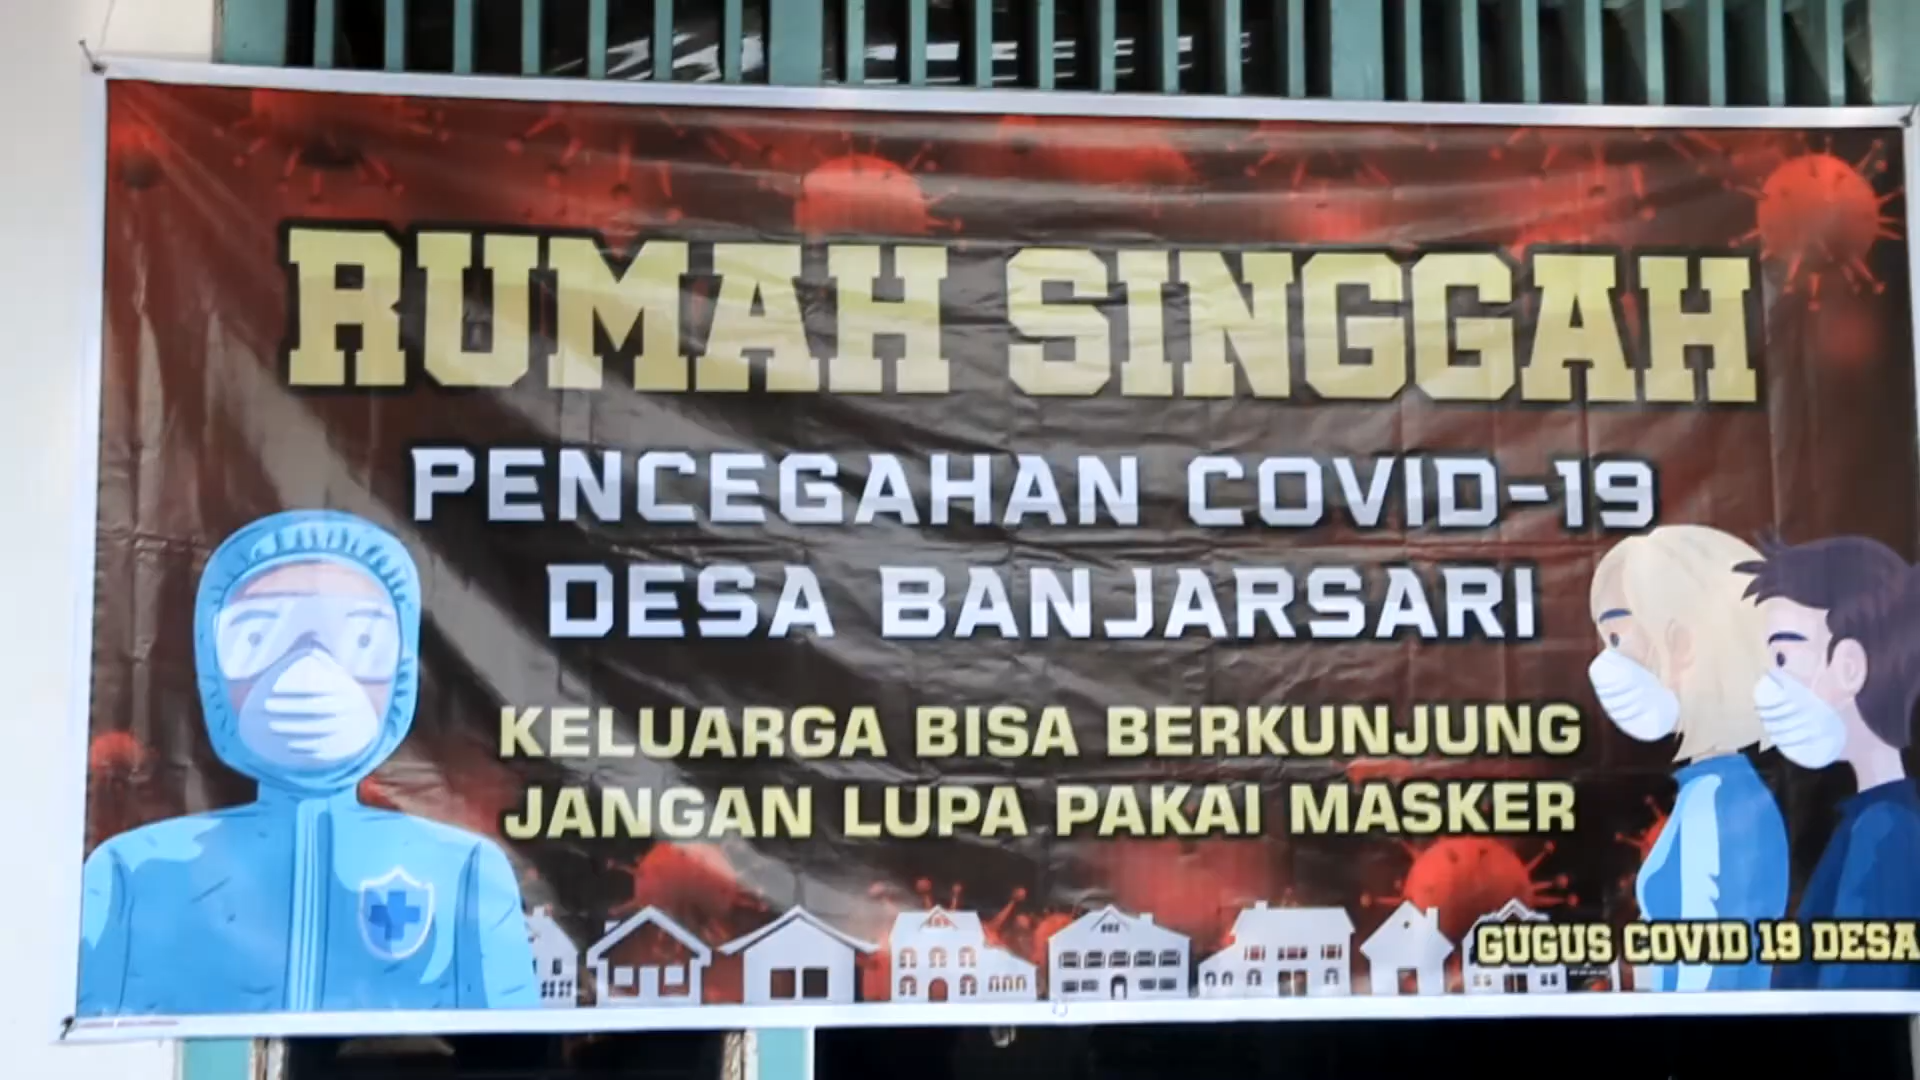 RUMAH SINGGAH
PENCEGAHAN COVID-19
DESA BANJARSARI
KELUARGA BISA BERKUNJUNG
JANGAN LUPA PAKAI MASKER
GUGUS COVID 19 DESA